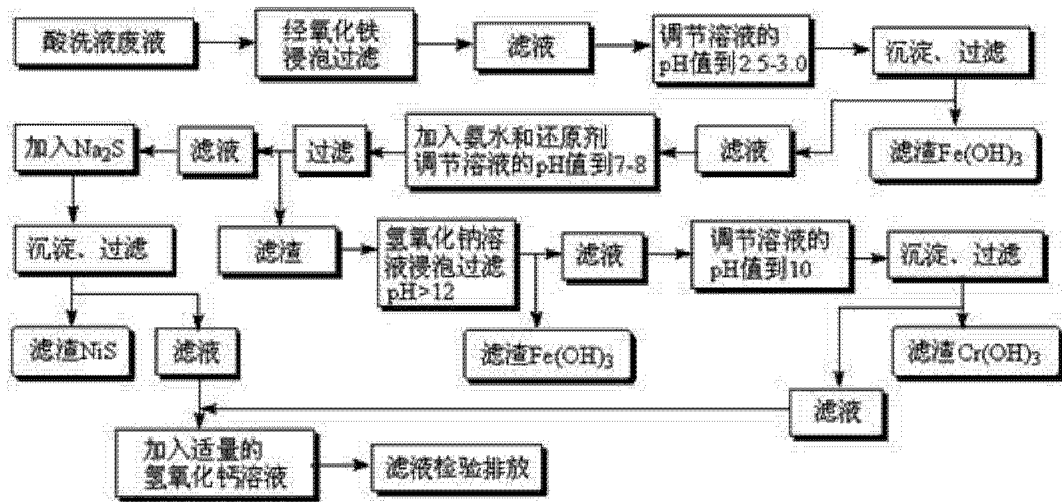 酸洗液废液
经氧化铁
浸泡过滤
滤液
调节溶液的
pH值到2.5-3.0
沉淀、过滤
滤渣Fe(OH)₃
滤液
加入氨水和还原剂
调节溶液的pH值到7-8
过滤
滤液
加入Na₂S
沉淀、过滤
滤渣
氢氧化钠溶
液浸泡过滤
pH>12
滤液
调节溶液的
pH值到10
沉淀、过滤
滤渣NiS
滤液
滤渣Fe(OH)₃
滤渣Cr(OH)₃
滤液
加入适量的
氢氧化钙溶液
滤液检验排放